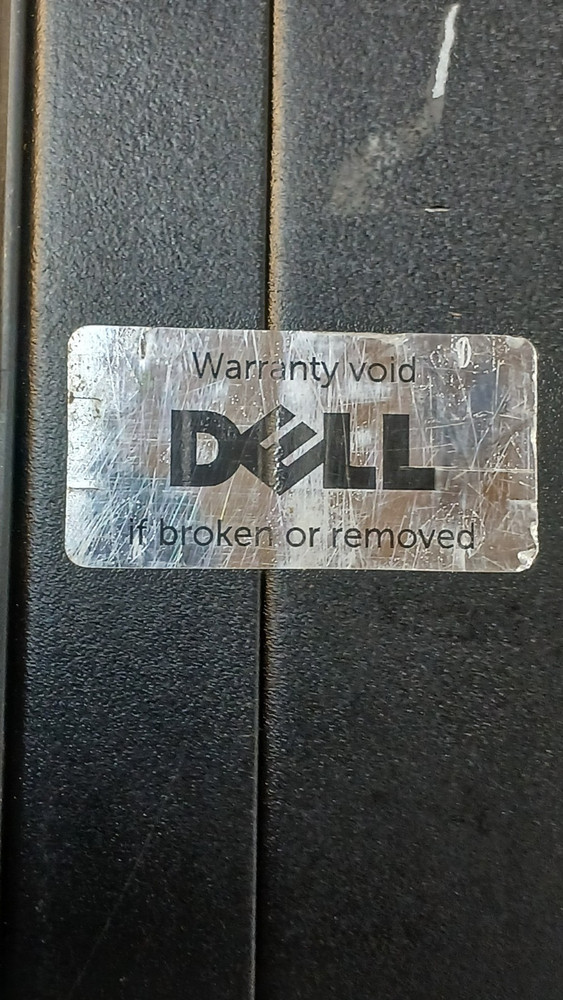 Warranty void
DELL
if broken or removed